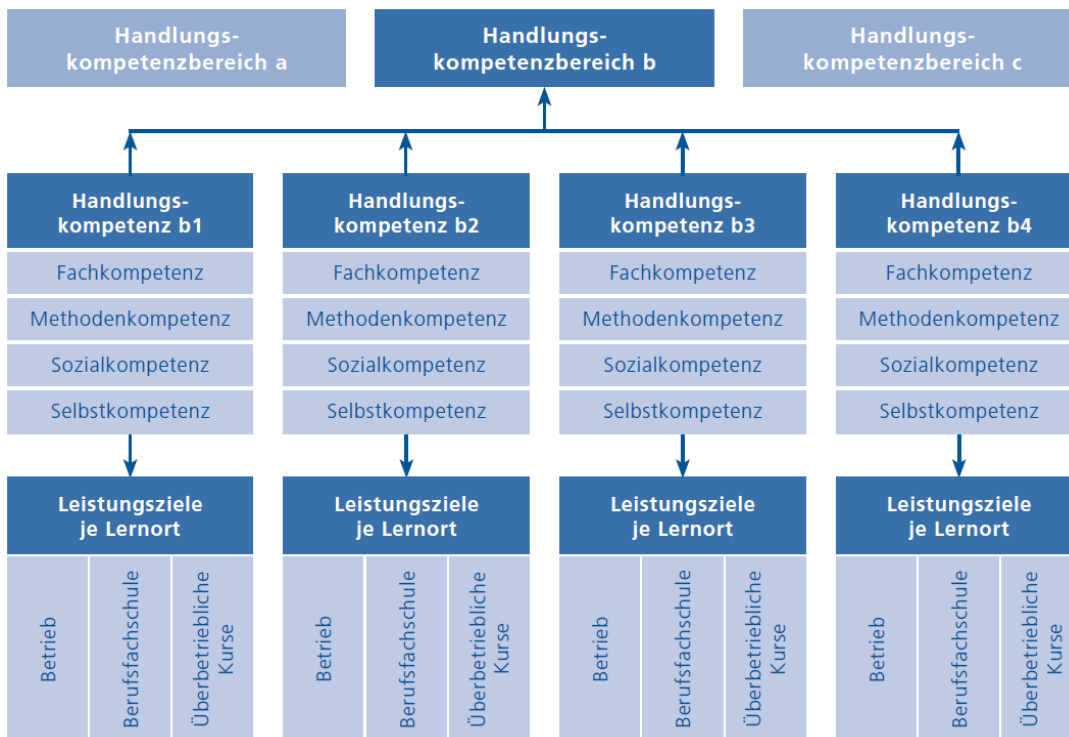 Handlungs-
kompetenzbereich a
Handlungs-
kompetenzbereich b
Handlungs-
kompetenzbereich c
Handlungs-
kompetenz b1
Handlungs-
kompetenz b2
Handlungs-
kompetenz b3
Handlungs-
kompetenz b4
Fachkompetenz
Fachkompetenz
Fachkompetenz
Fachkompetenz
Methodenkompetenz
Methodenkompetenz
Methodenkompetenz
Methodenkompetenz
Sozialkompetenz
Sozialkompetenz
Sozialkompetenz
Sozialkompetenz
Selbstkompetenz
Selbstkompetenz
Selbstkompetenz
Selbstkompetenz
Leistungsziele
je Lernort
Leistungsziele
je Lernort
Leistungsziele
je Lernort
Leistungsziele
je Lernort
Betrieb
Berufsfachschule
Überbetriebliche
Kurse
Betrieb
Berufsfachschule
Überbetriebliche
Kurse
Betrieb
Berufsfachschule
Überbetriebliche
Kurse
Betrieb
Berufsfachschule
Überbetriebliche
Kurse